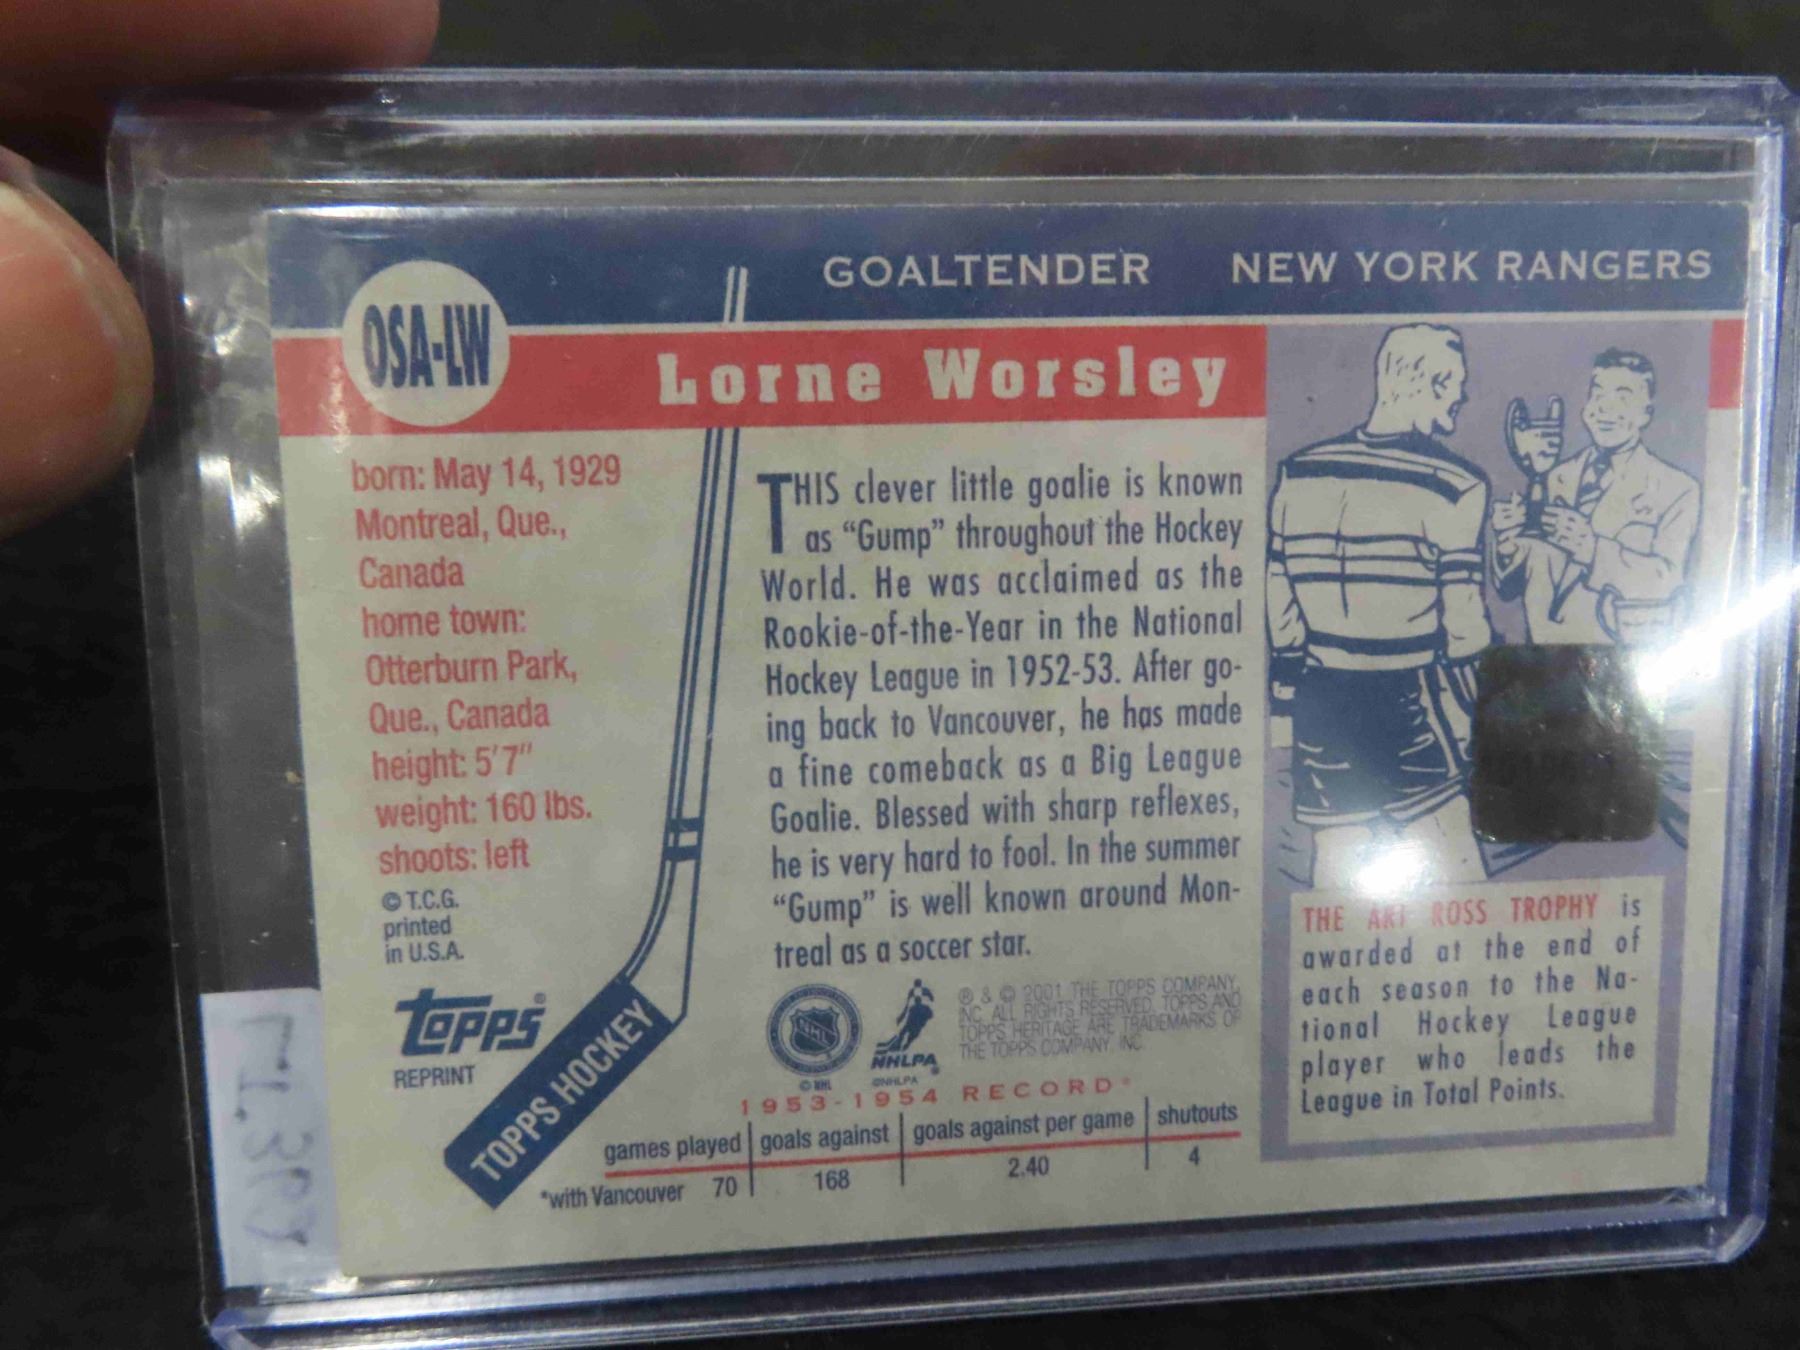 GOALTENDER NEW YORK RANGERS
OSA-LW
Lorne Worsley
born: May 14, 1929
Montreal, Que.,
Canada
home town:
Otterburn Park,
Que., Canada
height: 5'7"
weight: 160 lbs.
shoots: left
© T.C.G.
printed
in U.S.A.
Topps®
REPRINT
TOPPS HOCKEY
THIS clever little goalie is known
as “Gump” throughout the Hockey
World. He was acclaimed as the
Rookie-of-the-Year in the National
Hockey League in 1952-53. After go-
ing back to Vancouver, he has made
a fine comeback as a Big League
Goalie. Blessed with sharp reflexes,
he is very hard to fool. In the summer
“Gump” is well known around Mon-
treal as a soccer star.
NHL
© NHL
NHLPA
©NHLPA
® & © 2001 THE TOPPS COMPANY,
INC. ALL RIGHTS RESERVED. TOPPS AND
TOPPS HERITAGE ARE TRADEMARKS OF
THE TOPPS COMPANY, INC.
1953-1954 RECORD*
games played goals against goals against per game shutouts
*with Vancouver 70 168 2.40 4
THE ART ROSS TROPHY is
awarded at the end of
each season to the Na-
tional Hockey League
player who leads the
League in Total Points.